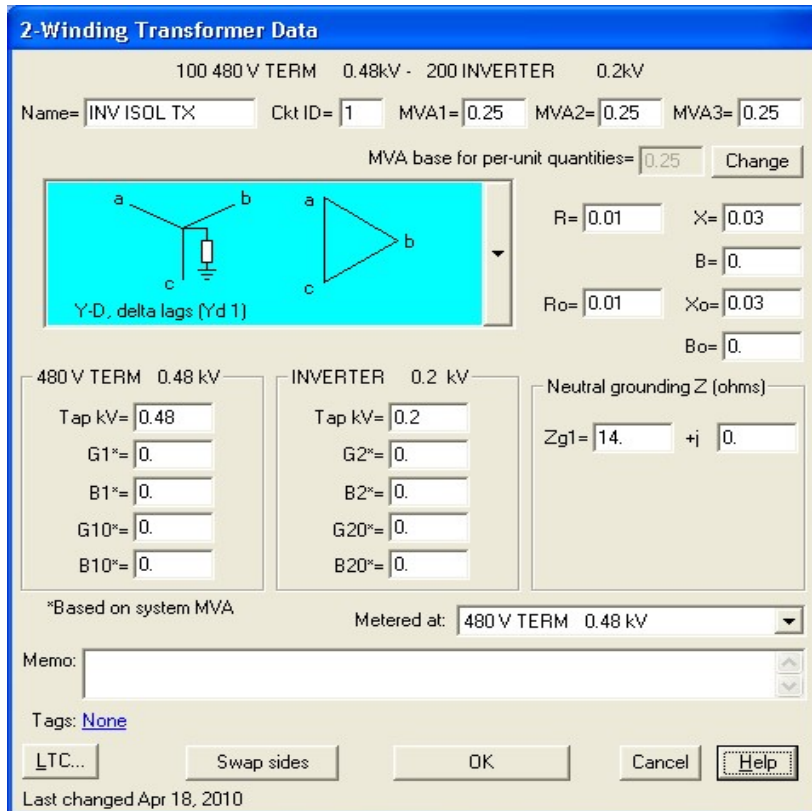 2-Winding Transformer Data
100 480 V TERM 0.48kV - 200 INVERTER 0.2kV
Name= INV ISOL TX Ckt ID= 1 MVA1= 0.25 MVA2= 0.25 MVA3= 0.25
MVA base for per-unit quantities= 0.25 Change
a b c a b c
Y-D, delta lags (Yd 1)
R= 0.01 X= 0.03
B= 0.
Ro= 0.01 Xo= 0.03
Bo= 0.
480 V TERM 0.48 kV
Tap kV= 0.48
G1*= 0.
B1*= 0.
G10*= 0.
B10*= 0.
INVERTER 0.2 kV
Tap kV= 0.2
G2*= 0.
B2*= 0.
G20*= 0.
B20*= 0.
Neutral grounding Z (ohms)
Zg1= 14. +j 0.
*Based on system MVA
Metered at: 480 V TERM 0.48 kV
Memo:
Tags: None
LTC... Swap sides OK Cancel Help
Last changed Apr 18, 2010